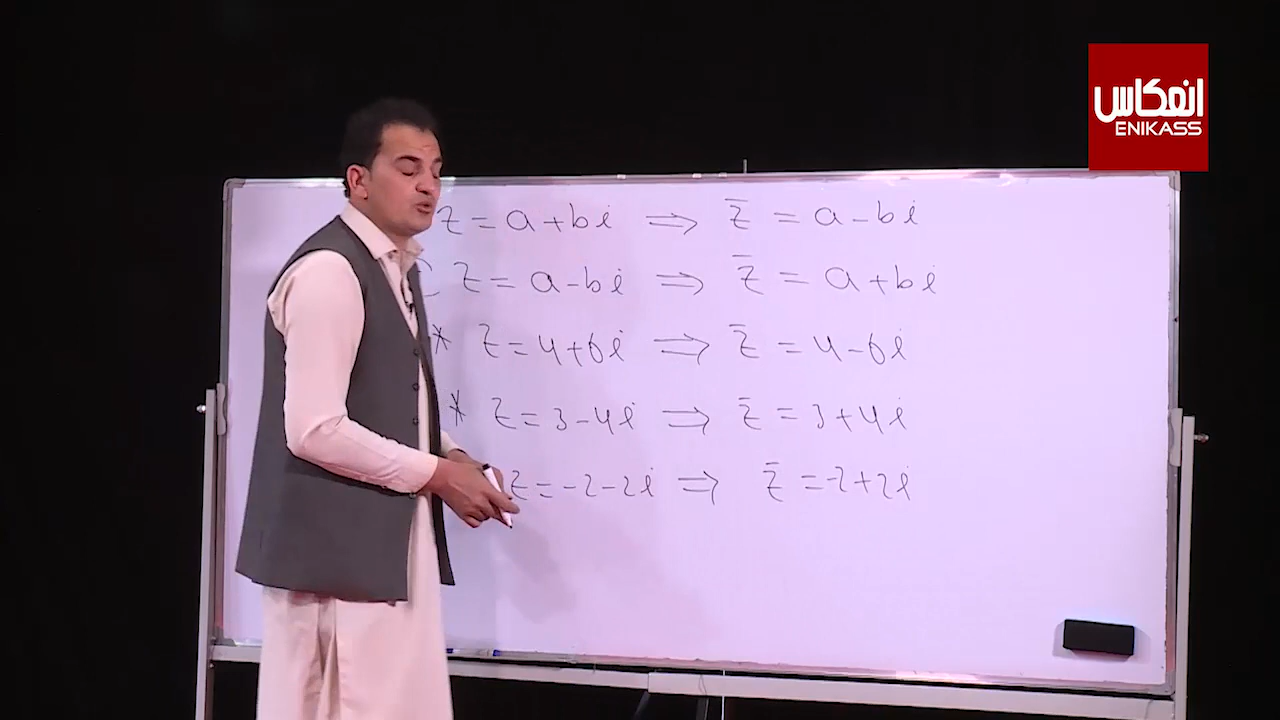 انعکاس
ENIKASS
z = a + bi ⇒ z̄ = a - bi
z = a - bi ⇒ z̄ = a + bi
* z = 4 + 6i ⇒ z̄ = 4 - 6i
* z = 3 - 4i ⇒ z̄ = 3 + 4i
z = -2 - 2i ⇒ z̄ = -2 + 2i